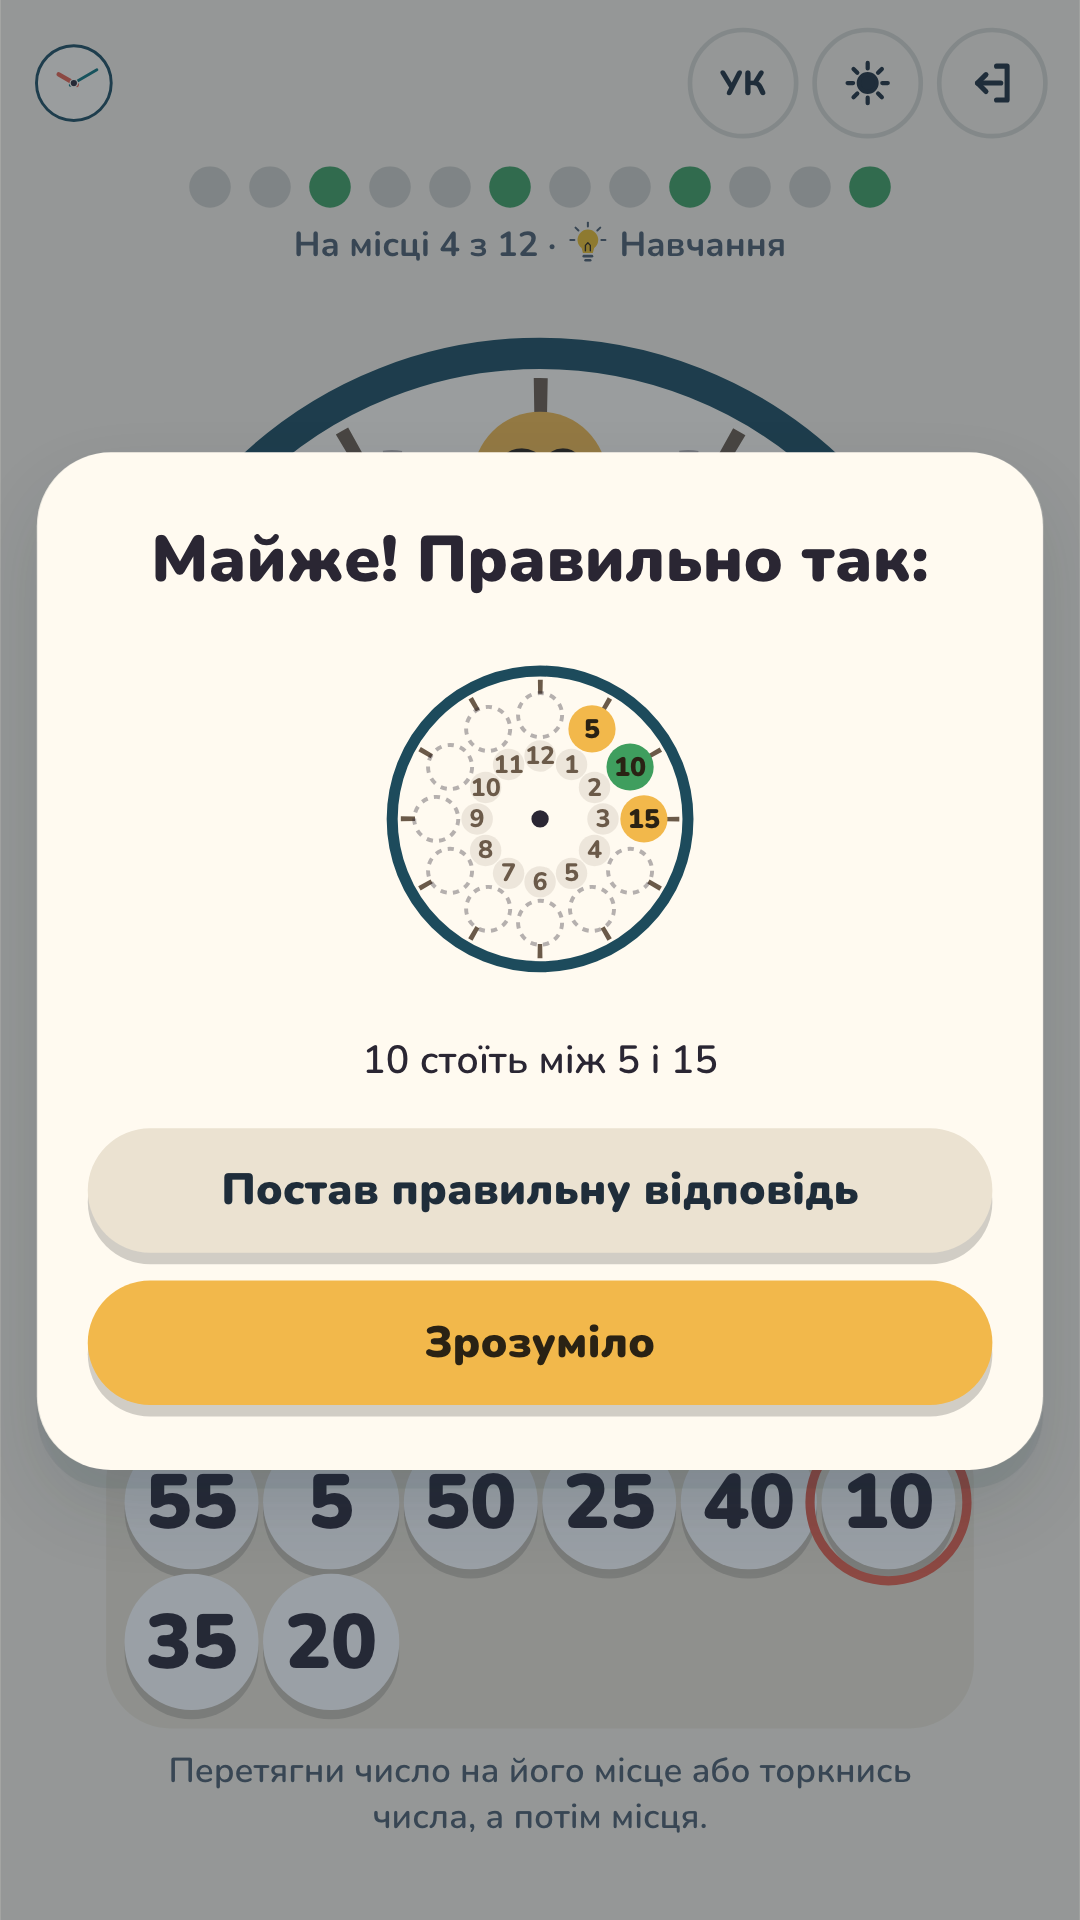 УК
На місці 4 з 12 · Навчання
Майже! Правильно так:
5
10
15
12
1
2
3
4
5
6
7
8
9
10
11
10 стоїть між 5 і 15
Постав правильну відповідь
Зрозуміло
55 5 50 25 40 10
35 20
Перетягни число на його місце або торкнись
числа, а потім місця.